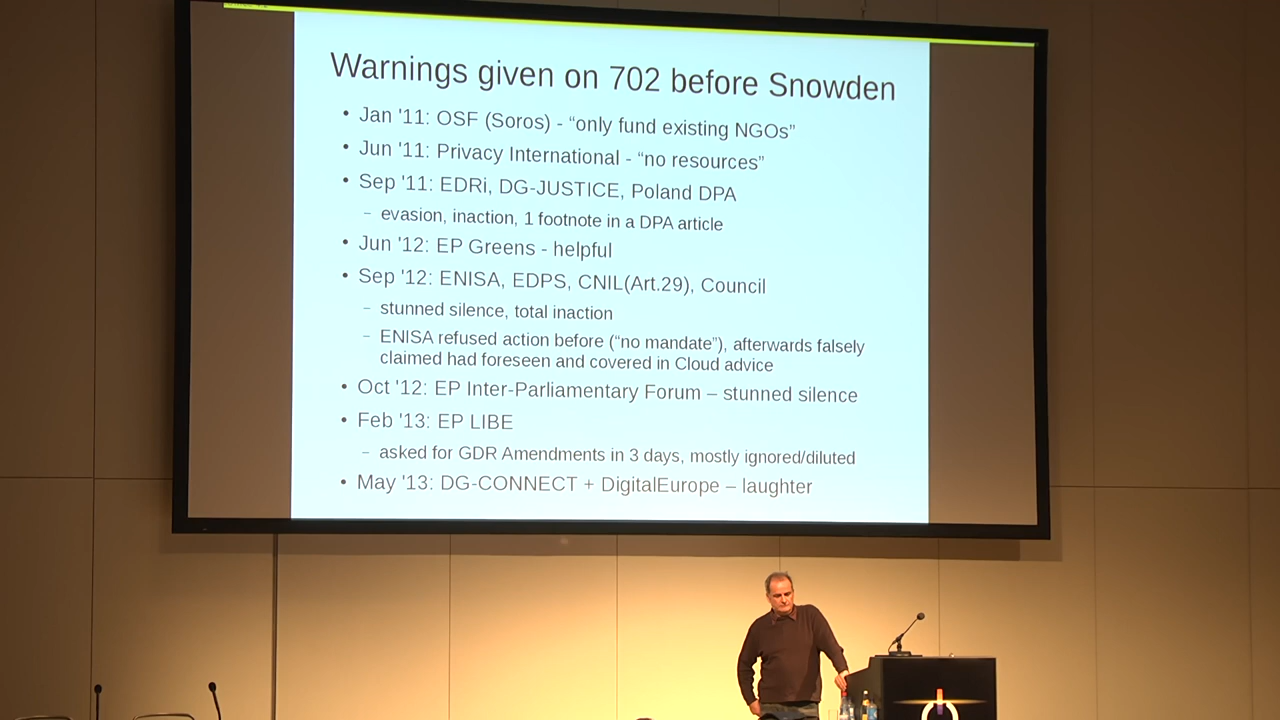 Warnings given on 702 before Snowden
• Jan '11: OSF (Soros) - “only fund existing NGOs”
• Jun '11: Privacy International - “no resources”
• Sep '11: EDRi, DG-JUSTICE, Poland DPA
– evasion, inaction, 1 footnote in a DPA article
• Jun '12: EP Greens - helpful
• Sep '12: ENISA, EDPS, CNIL(Art.29), Council
– stunned silence, total inaction
– ENISA refused action before (“no mandate”), afterwards falsely
claimed had foreseen and covered in Cloud advice
• Oct '12: EP Inter-Parliamentary Forum – stunned silence
• Feb '13: EP LIBE
– asked for GDR Amendments in 3 days, mostly ignored/diluted
• May '13: DG-CONNECT + DigitalEurope – laughter